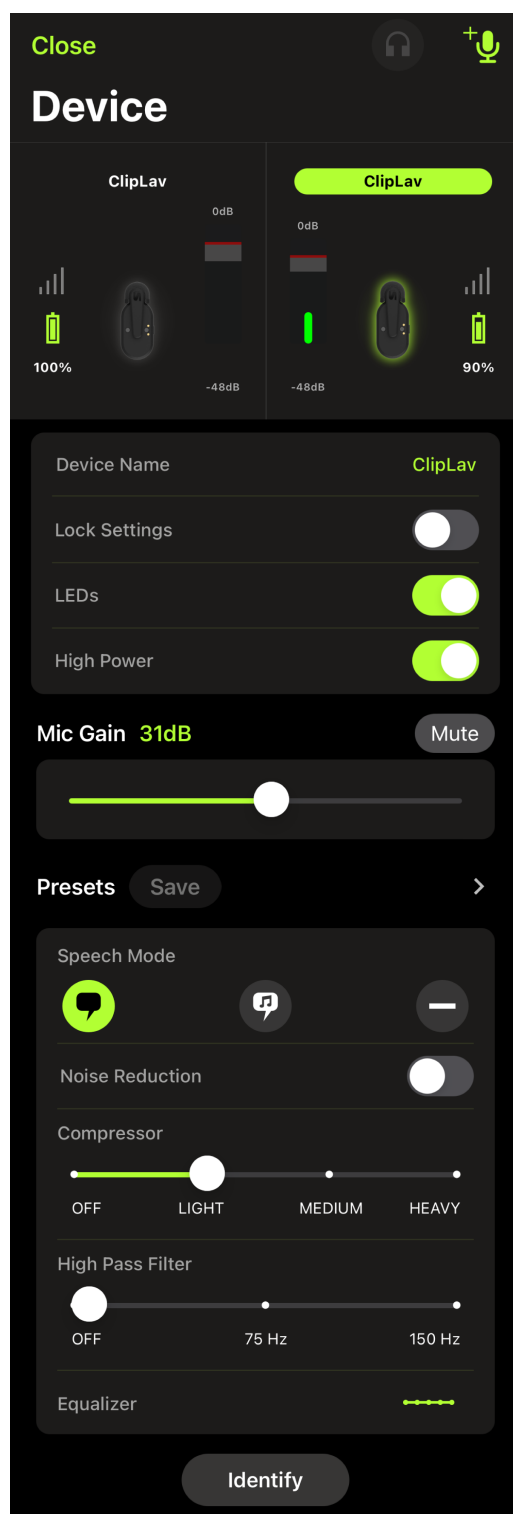 Close
Device
ClipLav
ClipLav
0dB
0dB
100%
90%
-48dB
-48dB
Device Name
ClipLav
Lock Settings
LEDs
High Power
Mic Gain 31dB
Mute
Presets
Save
Speech Mode
Noise Reduction
Compressor
OFF LIGHT MEDIUM HEAVY
High Pass Filter
OFF 75 Hz 150 Hz
Equalizer
Identify